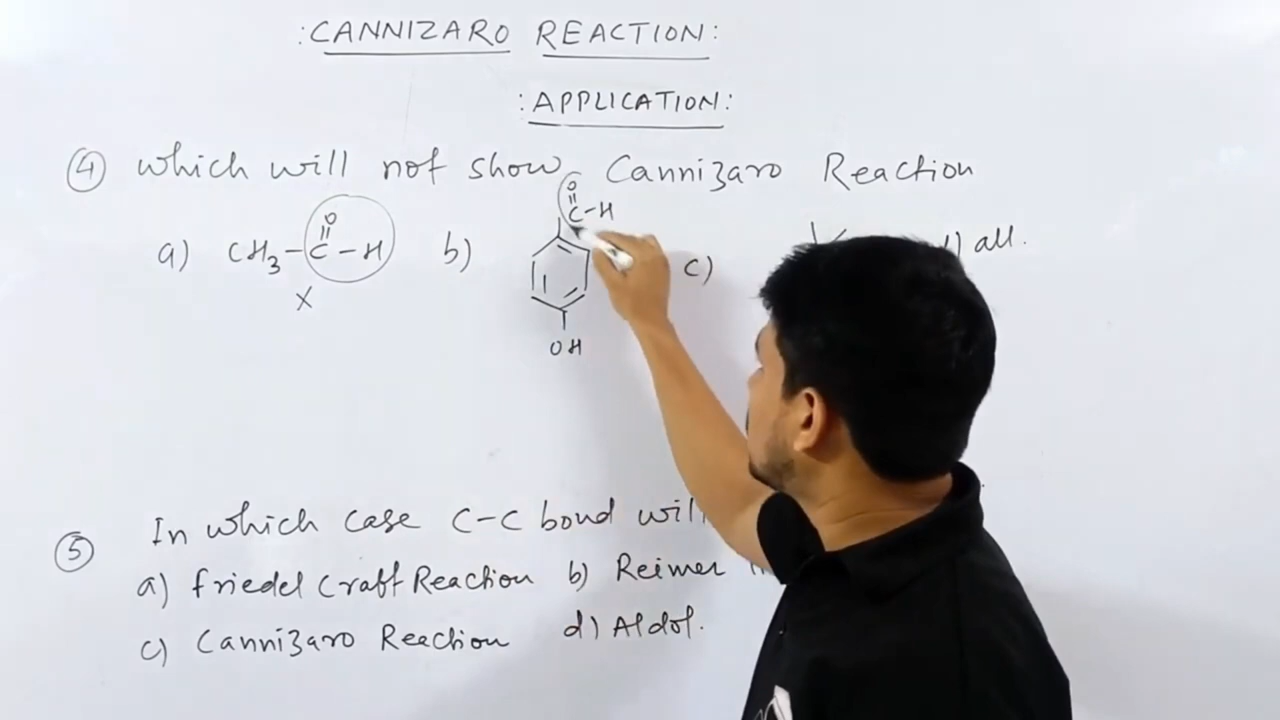 :CANNIZARO REACTION:
:APPLICATION:
④ which will not show Cannizaro Reaction
a) CH3-C-H b) C-H c) all.
O O
X
OH
⑤ In which case C-C bond will
a) friedel Craft Reaction b) Reimer
c) Cannizaro Reaction d) Aldol.